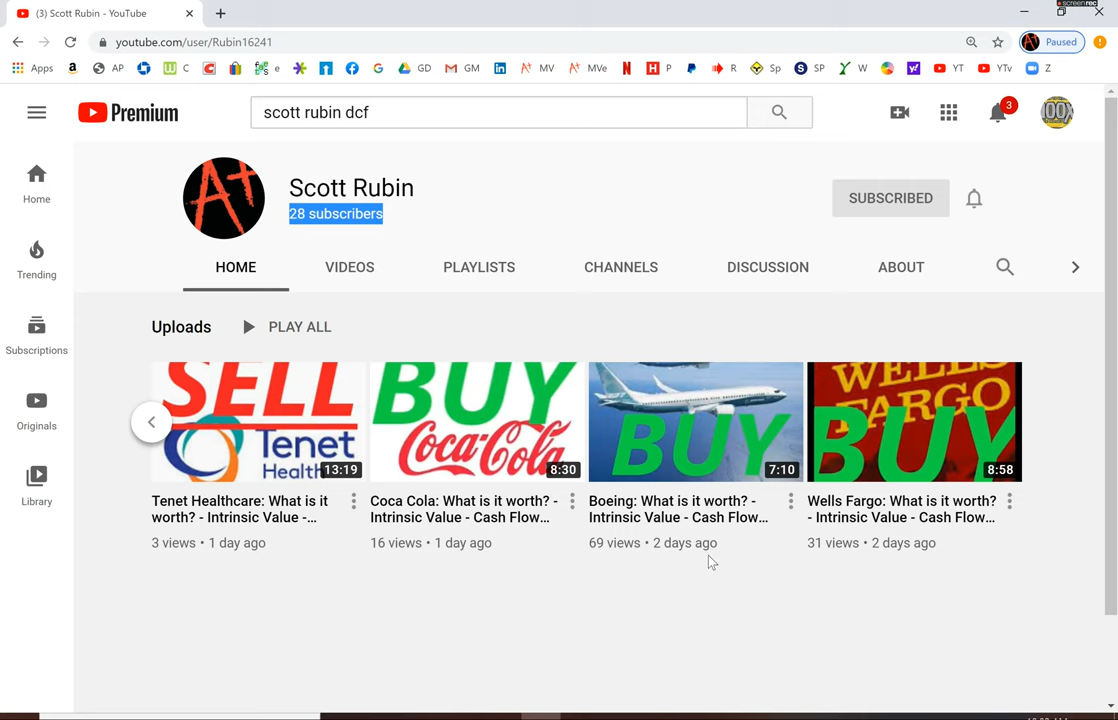 screenrec
(3) Scott Rubin - YouTube
youtube.com/user/Rubin16241
Paused
Apps
AP
C
e
GD
GM
MV
MVe
P
R
Sp
SP
W
YT
YTv
Z
Premium
scott rubin dcf
3
100X
Home
Trending
Subscriptions
Originals
Library
A+
Scott Rubin
28 subscribers
SUBSCRIBED
HOME VIDEOS PLAYLISTS CHANNELS DISCUSSION ABOUT
Uploads PLAY ALL
SELL
Tenet
Health
13:19
BUY
Coca-Cola
8:30
BUY
7:10
WELLS
FARGO
BUY
8:58
Tenet Healthcare: What is it
worth? - Intrinsic Value -...
3 views • 1 day ago
Coca Cola: What is it worth? -
Intrinsic Value - Cash Flow...
16 views • 1 day ago
Boeing: What is it worth? -
Intrinsic Value - Cash Flow...
69 views • 2 days ago
Wells Fargo: What is it worth?
- Intrinsic Value - Cash Flow...
31 views • 2 days ago